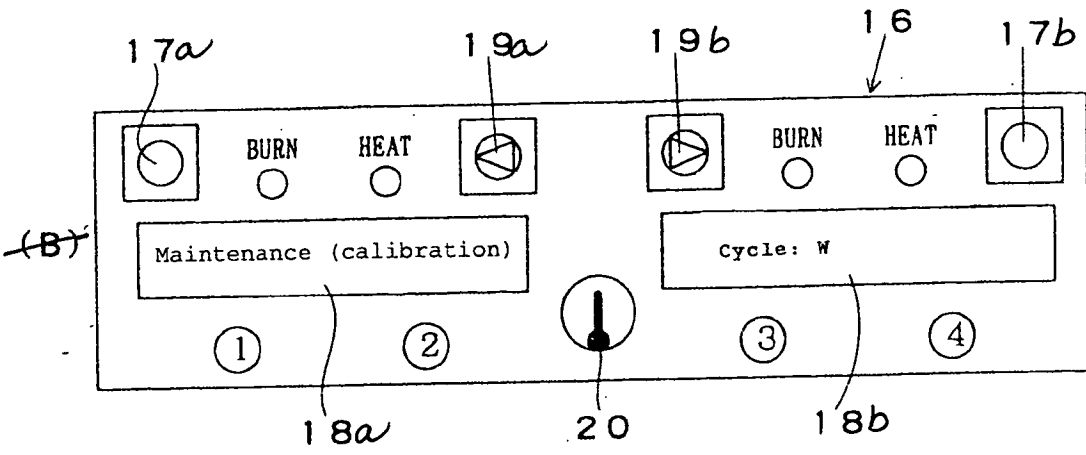 17a 19a 19b 16 17b
BURN HEAT BURN HEAT
(B)
Maintenance (calibration) Cycle: W
1 2 3 4
18a 20 18b